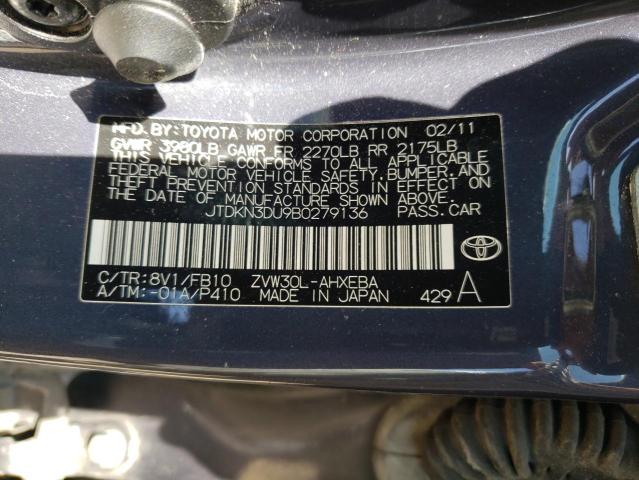 MFD. BY: TOYOTA MOTOR CORPORATION 02/11
GVWR 3980LB GAWR FR 2270LB RR 2175LB
THIS VEHICLE CONFORMS TO ALL APPLICABLE
FEDERAL MOTOR VEHICLE SAFETY, BUMPER, AND
THEFT PREVENTION STANDARDS IN EFFECT ON
THE DATE OF MANUFACTURE SHOWN ABOVE.
JTDKN3DU9B0279136 PASS. CAR
C/TR: 8V1/FB10 ZVW30L-AHXEBA
A/TM: -01A/P410 MADE IN JAPAN 429 A